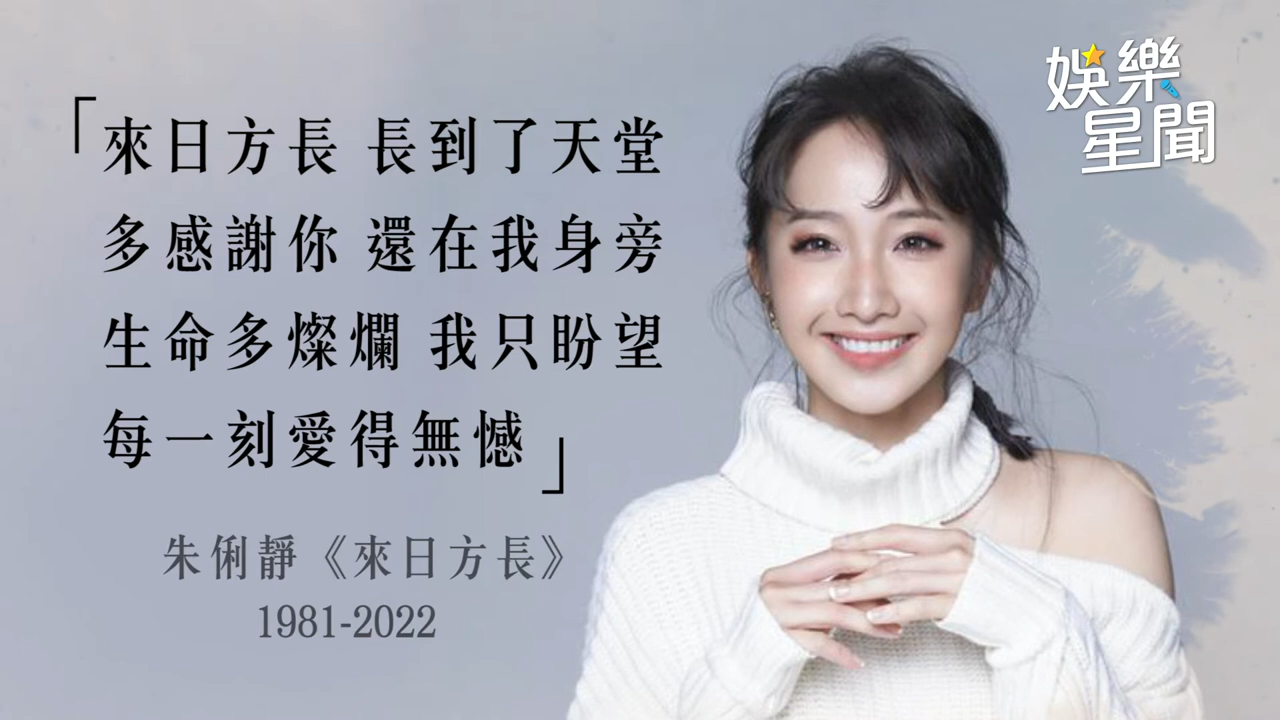 「來日方長 長到了天堂
多感謝你 還在我身旁
生命多燦爛 我只盼望
每一刻愛得無憾」
朱俐靜《來日方長》
1981-2022
娛樂
星聞